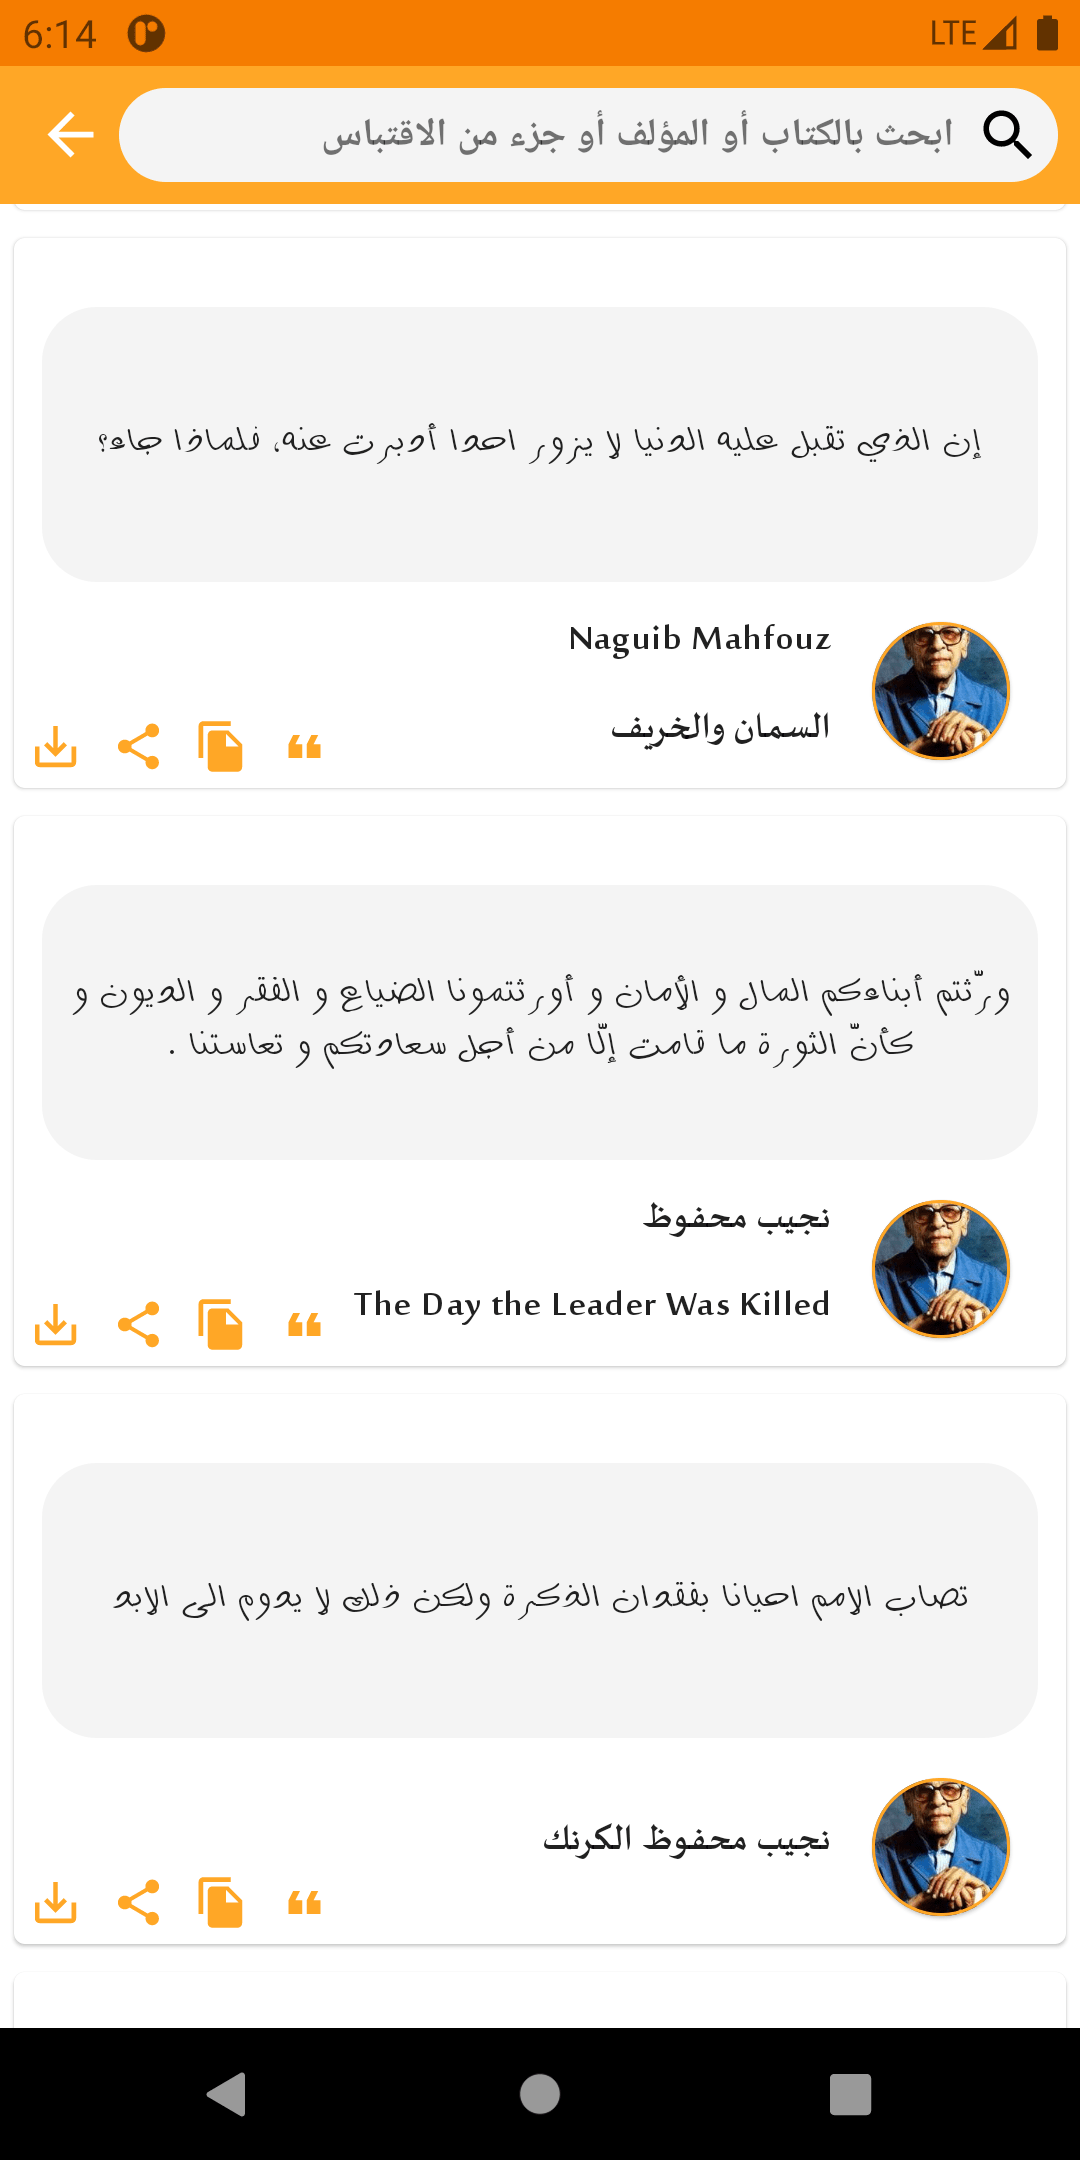 6:14
LTE
ابحث بالكتاب أو المؤلف أو جزء من الاقتباس
إن الذي تقبل عليه الدنيا لا يزور احدا أدبرت عنه، فلماذا جاء؟
Naguib Mahfouz
السمان والخريف
ورّثتم أبناءكم المال و الأمان و أورثتمونا الضياع و الفقر و الديون و
كأنّ الثورة ما قامت إلّا من أجل سعادتكم و تعاستنا .
نجيب محفوظ
The Day the Leader Was Killed
تصاب الامم احيانا بفقدان الذكرة ولكن ذلك لا يدوم الى الابد
نجيب محفوظ الكرنك